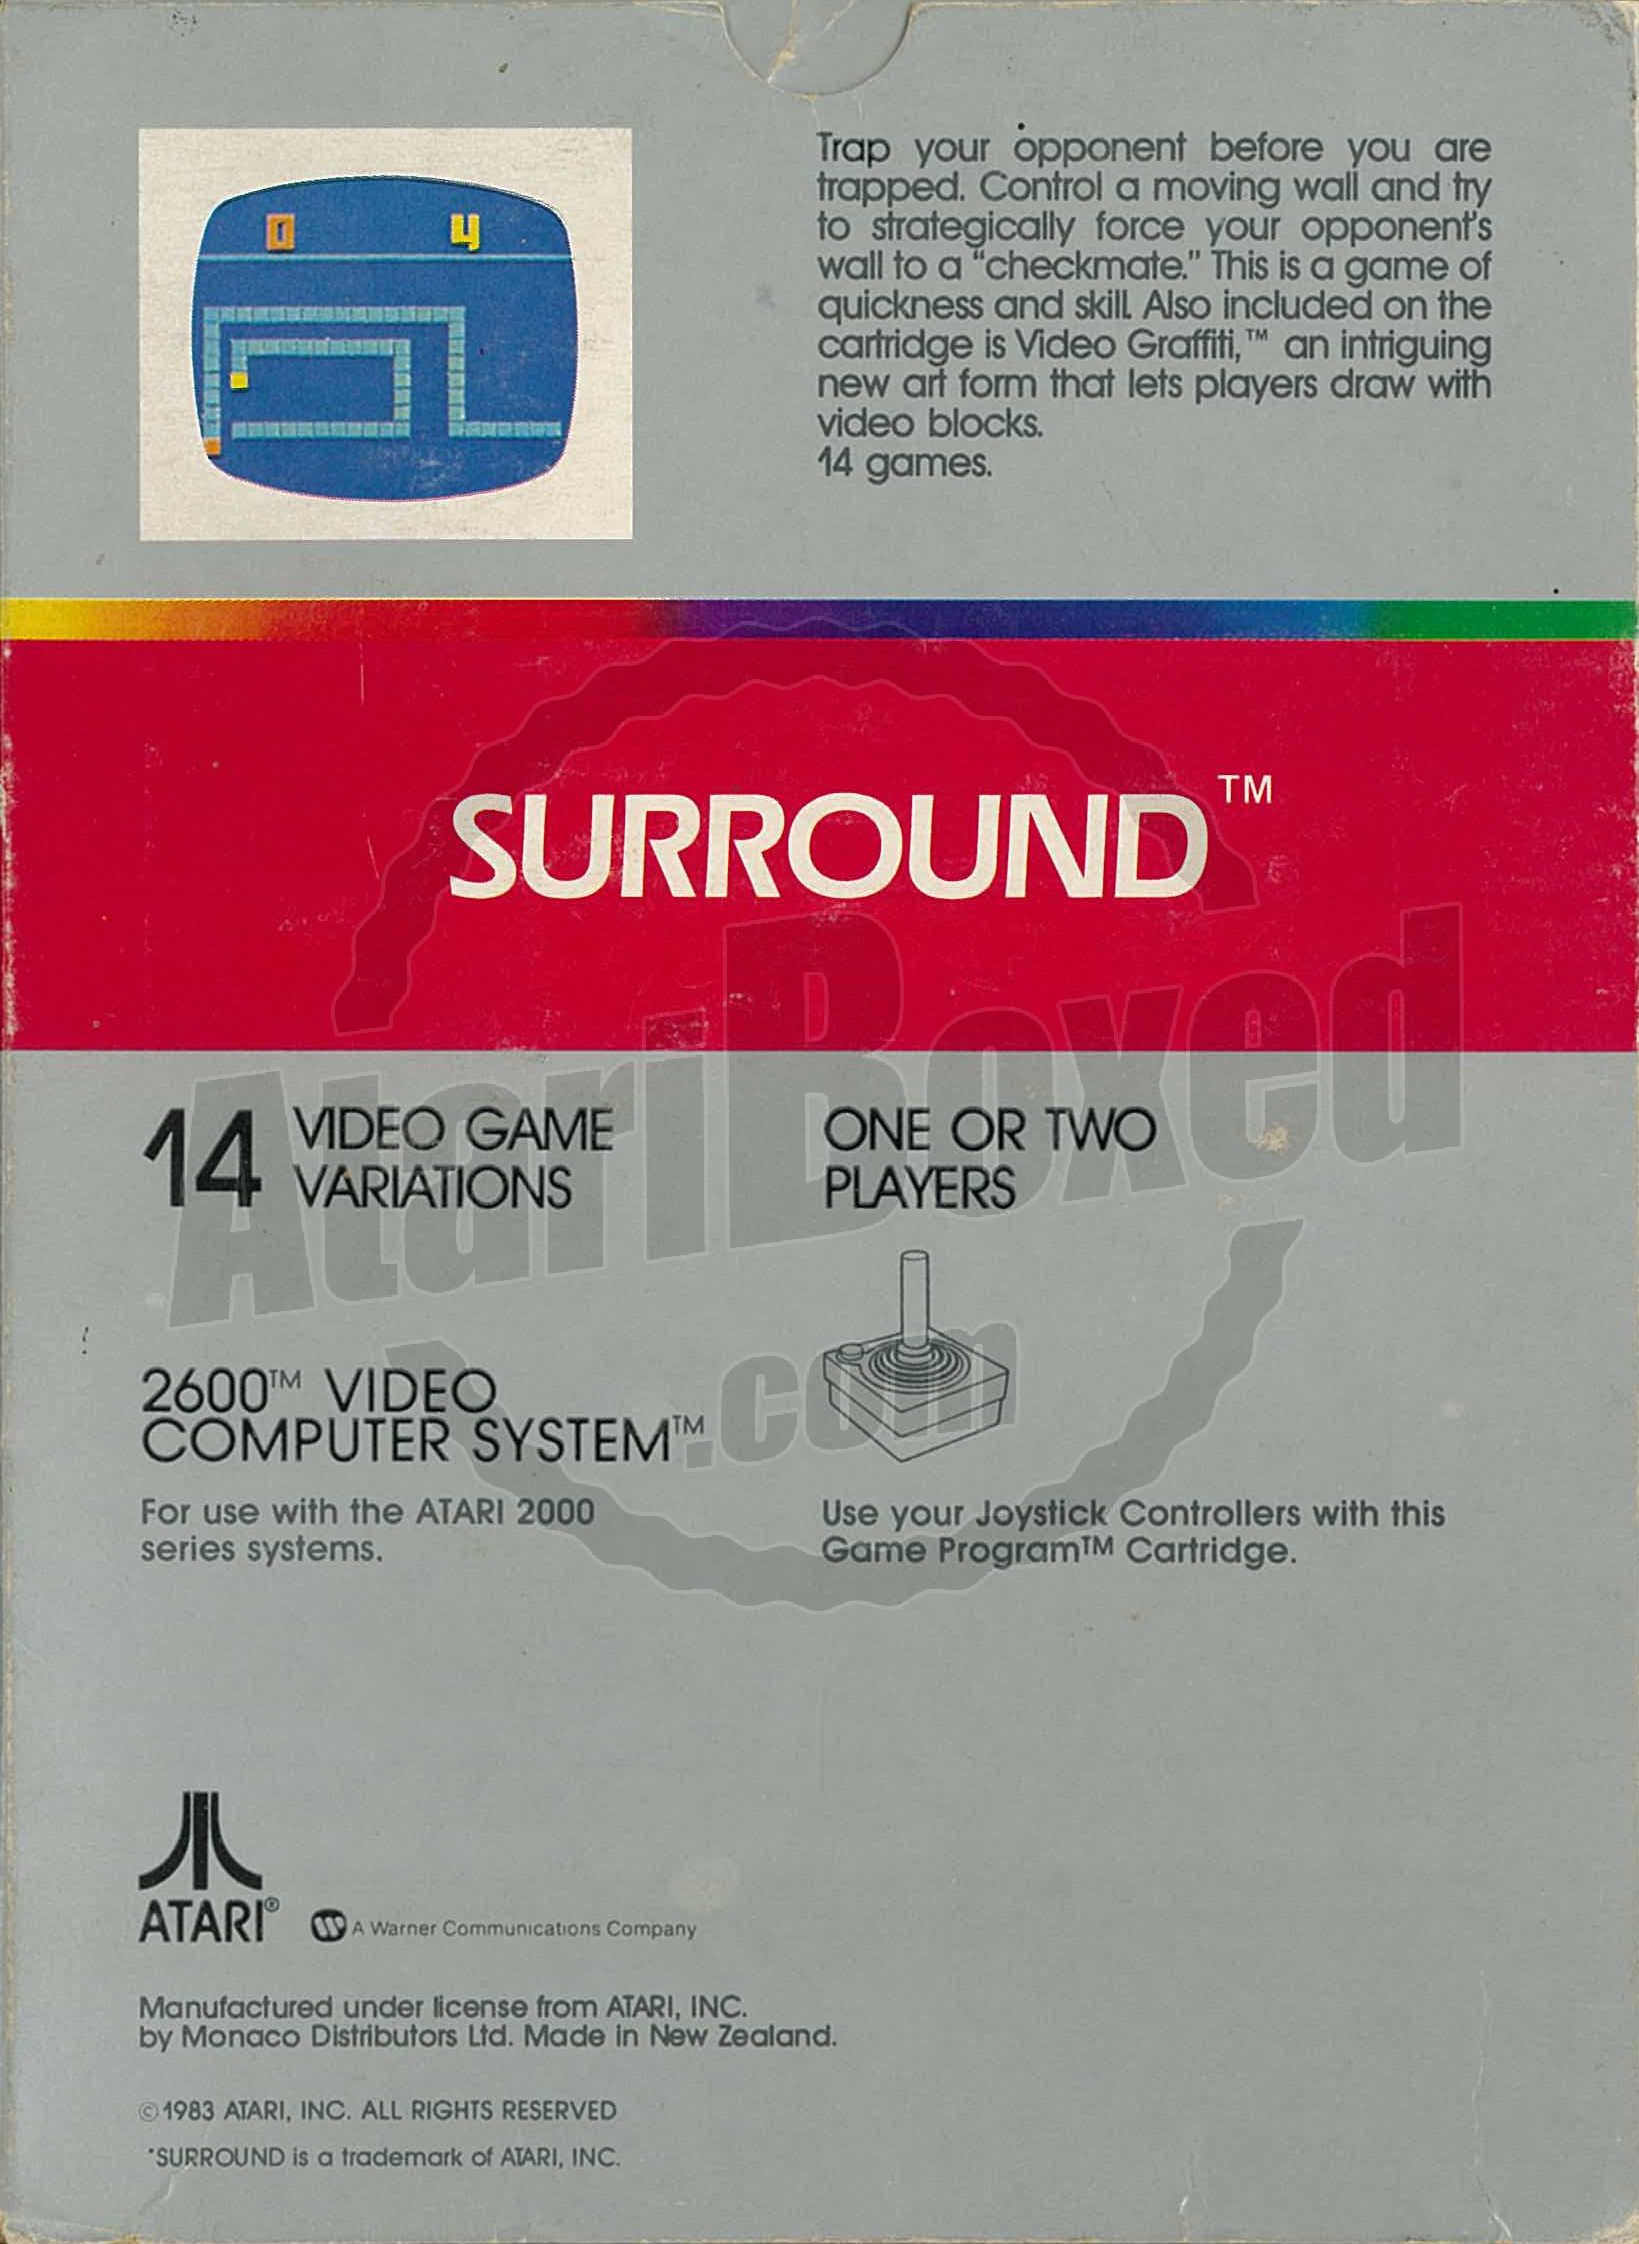 Trap your opponent before you are
trapped. Control a moving wall and try
to strategically force your opponent's
wall to a "checkmate." This is a game of
quickness and skill. Also included on the
cartridge is Video Graffiti,™ an intriguing
new art form that lets players draw with
video blocks.
14 games.
0 4
SURROUND™
14 VIDEO GAME
VARIATIONS
ONE OR TWO
PLAYERS
AtariBoxed
.com
2600™ VIDEO
COMPUTER SYSTEM™
For use with the ATARI 2000
series systems.
Use your Joystick Controllers with this
Game Program™ Cartridge.
ATARI®
A Warner Communications Company
Manufactured under license from ATARI, INC.
by Monaco Distributors Ltd. Made in New Zealand.
©1983 ATARI, INC. ALL RIGHTS RESERVED
*SURROUND is a trademark of ATARI, INC.